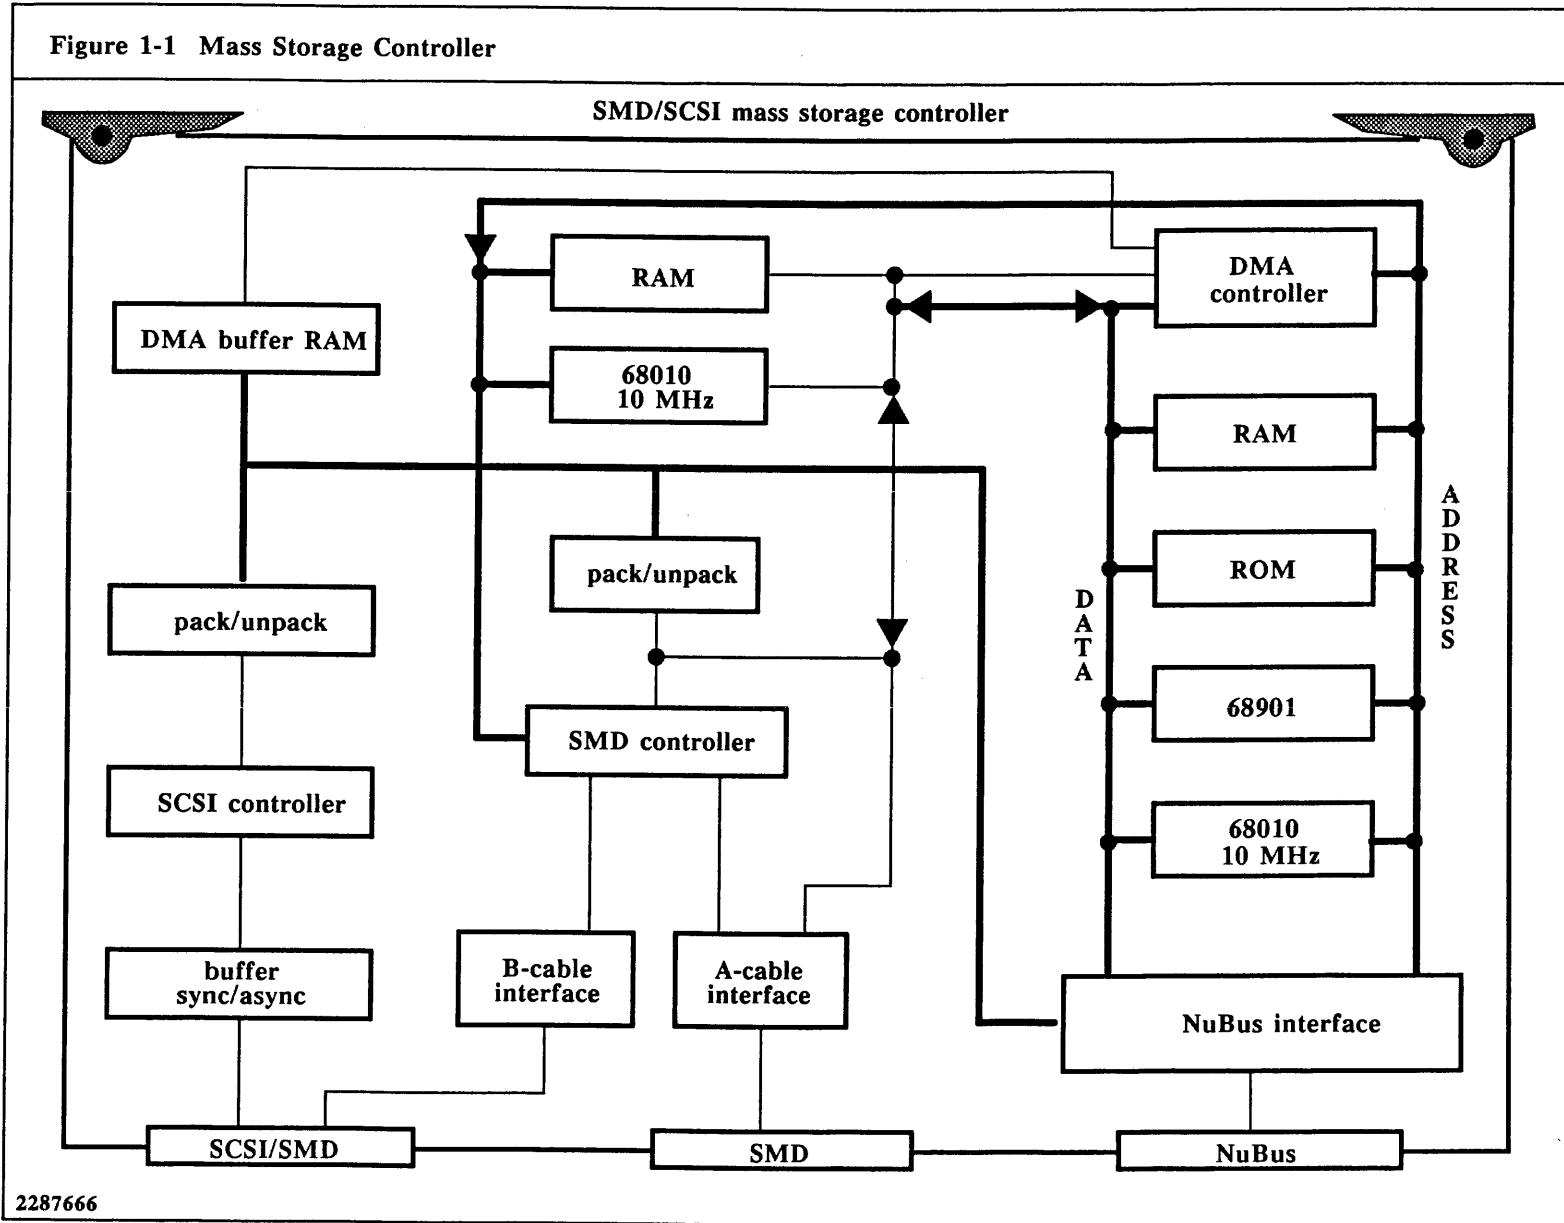 Figure 1-1 Mass Storage Controller
SMD/SCSI mass storage controller
RAM
DMA
controller
DMA buffer RAM
68010
10 MHz
RAM
pack/unpack
ROM
ADDRESS
DATA
pack/unpack
68901
SMD controller
SCSI controller
68010
10 MHz
buffer
sync/async
B-cable
interface
A-cable
interface
NuBus interface
SCSI/SMD
SMD
NuBus
2287666